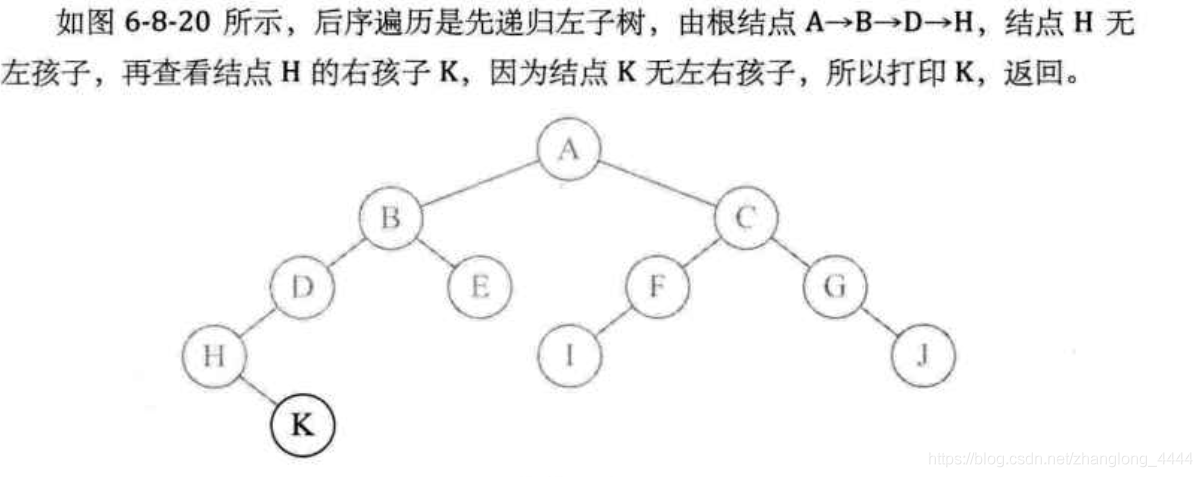 如图 6-8-20 所示，后序遍历是先递归左子树，由根结点 A→B→D→H，结点 H 无
左孩子，再查看结点 H 的右孩子 K，因为结点 K 无左右孩子，所以打印 K，返回。
A
B
C
D
E
F
G
H
I
J
K
https://blog.csdn.net/zhanglong_4444